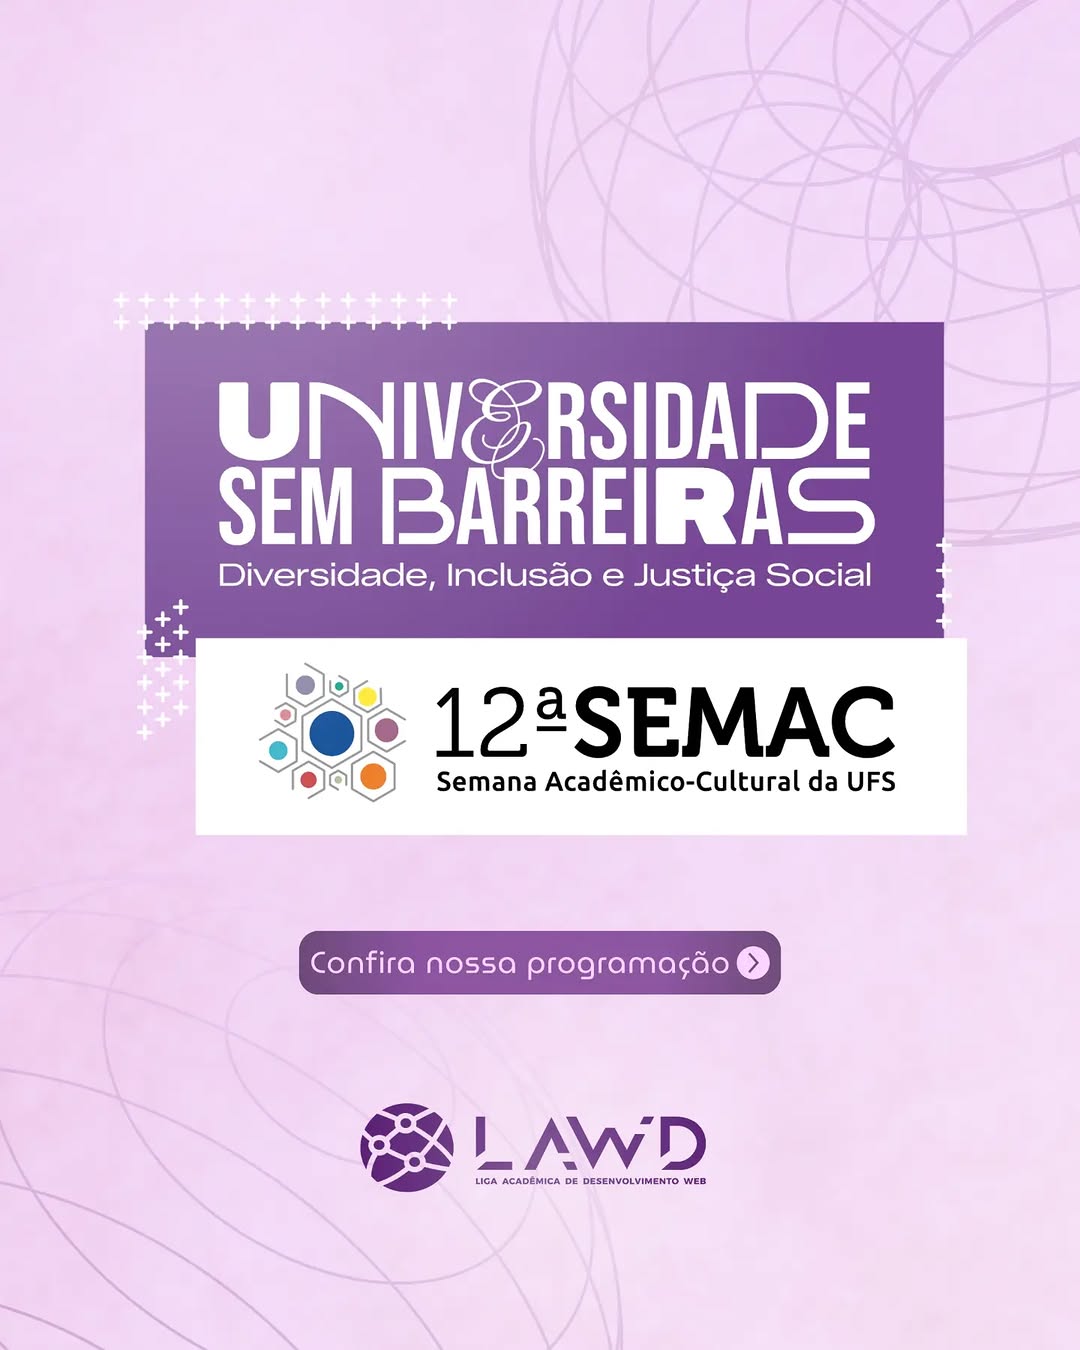 UNIVERSIDADE
SEM BARREIRAS
Diversidade, Inclusão e Justiça Social
12ª SEMAC
Semana Acadêmico-Cultural da UFS
Confira nossa programação
LAWD
LIGA ACADÊMICA DE DESENVOLVIMENTO WEB